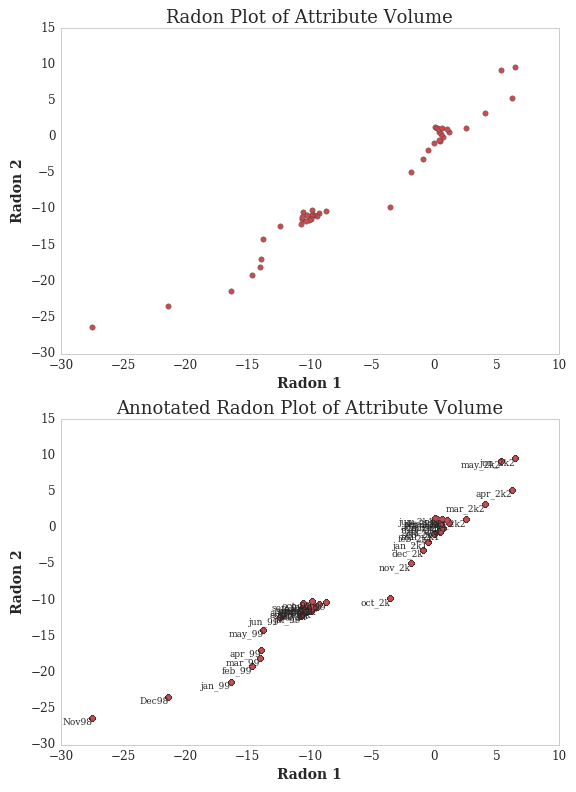 Radon Plot of Attribute Volume
15
10
5
0
−5
−10
−15
−20
−25
−30
Radon 2
−30
−25
−20
−15
−10
−5
0
5
10
Radon 1
Annotated Radon Plot of Attribute Volume
15
10
5
0
−5
−10
−15
−20
−25
−30
Radon 2
may_2k2
apr_2k2
mar_2k2
jan_2k1
dec_2k
nov_2k
oct_2k
jun_99
may_99
apr_99
mar_99
feb_99
jan_99
Dec98
Nov98
−30
−25
−20
−15
−10
−5
0
5
10
Radon 1